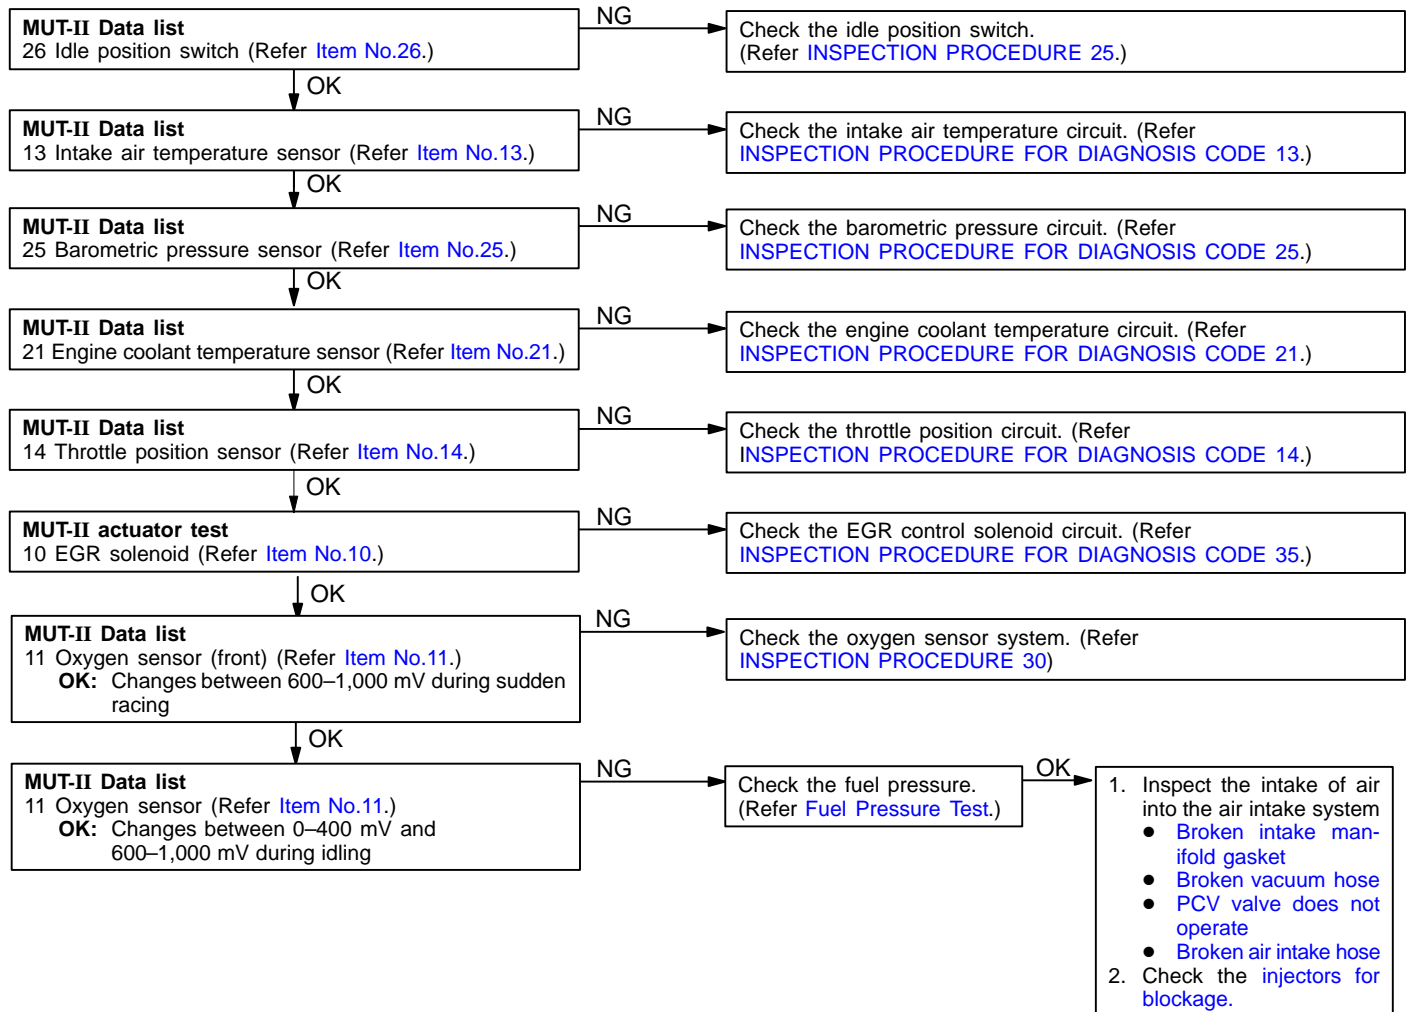 MUT-II Data list
26 Idle position switch (Refer Item No.26.)
NG
Check the idle position switch.
(Refer INSPECTION PROCEDURE 25.)
OK
MUT-II Data list
13 Intake air temperature sensor (Refer Item No.13.)
NG
Check the intake air temperature circuit. (Refer
INSPECTION PROCEDURE FOR DIAGNOSIS CODE 13.)
OK
MUT-II Data list
25 Barometric pressure sensor (Refer Item No.25.)
NG
Check the barometric pressure circuit. (Refer
INSPECTION PROCEDURE FOR DIAGNOSIS CODE 25.)
OK
MUT-II Data list
21 Engine coolant temperature sensor (Refer Item No.21.)
NG
Check the engine coolant temperature circuit. (Refer
INSPECTION PROCEDURE FOR DIAGNOSIS CODE 21.)
OK
MUT-II Data list
14 Throttle position sensor (Refer Item No.14.)
NG
Check the throttle position circuit. (Refer
INSPECTION PROCEDURE FOR DIAGNOSIS CODE 14.)
OK
MUT-II actuator test
10 EGR solenoid (Refer Item No.10.)
NG
Check the EGR control solenoid circuit. (Refer
INSPECTION PROCEDURE FOR DIAGNOSIS CODE 35.)
OK
MUT-II Data list
11 Oxygen sensor (front) (Refer Item No.11.)
OK: Changes between 600–1,000 mV during sudden
racing
NG
Check the oxygen sensor system. (Refer
INSPECTION PROCEDURE 30)
OK
MUT-II Data list
11 Oxygen sensor (Refer Item No.11.)
OK: Changes between 0–400 mV and
600–1,000 mV during idling
NG
Check the fuel pressure.
(Refer Fuel Pressure Test.)
OK
1. Inspect the intake of air
into the air intake system
● Broken intake man-
ifold gasket
● Broken vacuum hose
● PCV valve does not
operate
● Broken air intake hose
2. Check the injectors for
blockage.